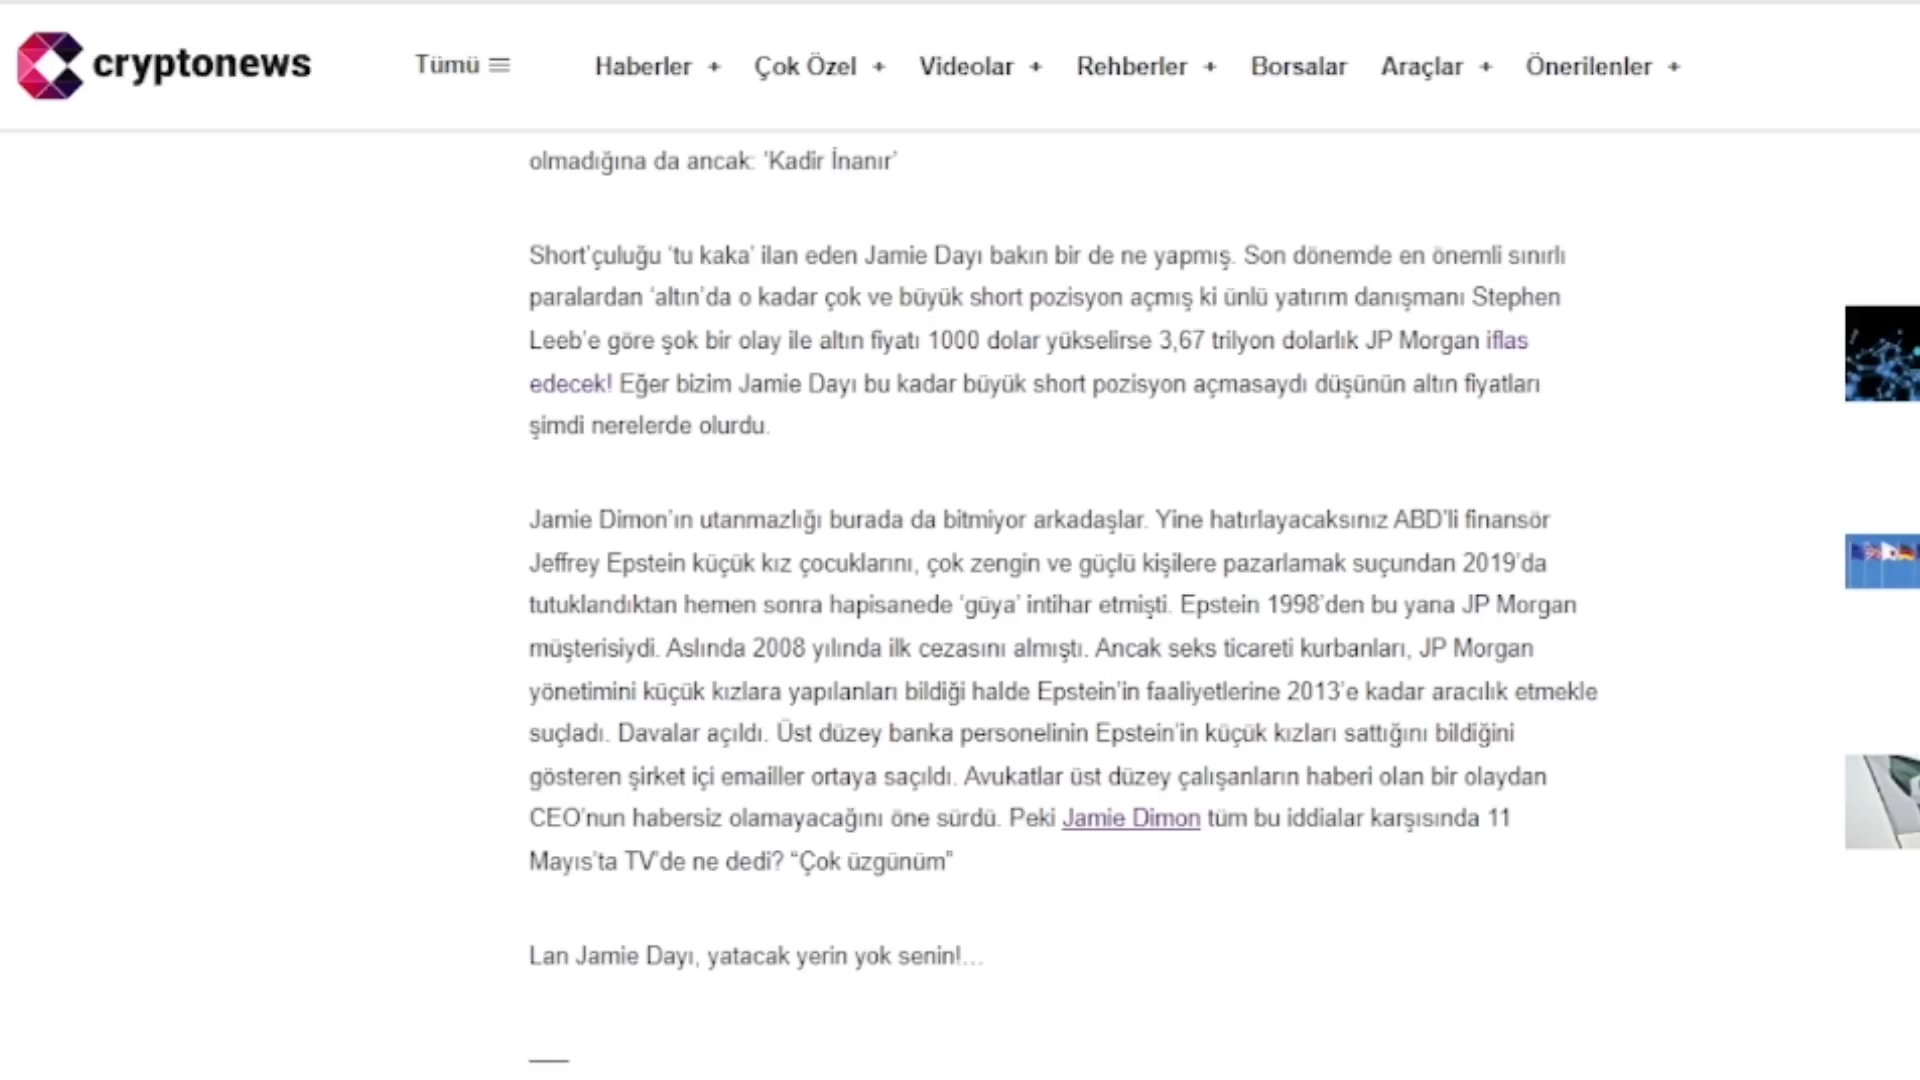 cryptonews
Tümü
Haberler + Çok Özel + Videolar + Rehberler + Borsalar Araçlar + Önerilenler +
olmadığına da ancak: 'Kadir İnanır'
Short'çuluğu 'tu kaka' ilan eden Jamie Dayı bakın bir de ne yapmış. Son dönemde en önemli sınırlı
paralardan 'altın'da o kadar çok ve büyük short pozisyon açmış ki ünlü yatırım danışmanı Stephen
Leeb'e göre şok bir olay ile altın fiyatı 1000 dolar yükselirse 3,67 trilyon dolarlık JP Morgan iflas
edecek! Eğer bizim Jamie Dayı bu kadar büyük short pozisyon açmasaydı düşünün altın fiyatları
şimdi nerelerde olurdu.
Jamie Dimon'ın utanmazlığı burada da bitmiyor arkadaşlar. Yine hatırlayacaksınız ABD'li finansör
Jeffrey Epstein küçük kız çocuklarını, çok zengin ve güçlü kişilere pazarlamak suçundan 2019'da
tutuklandıktan hemen sonra hapisanede 'güya' intihar etmişti. Epstein 1998'den bu yana JP Morgan
müşterisiydi. Aslında 2008 yılında ilk cezasını almıştı. Ancak seks ticareti kurbanları, JP Morgan
yönetimini küçük kızlara yapılanları bildiği halde Epstein'in faaliyetlerine 2013'e kadar aracılık etmekle
suçladı. Davalar açıldı. Üst düzey banka personelinin Epstein'in küçük kızları sattığını bildiğini
gösteren şirket içi emailler ortaya saçıldı. Avukatlar üst düzey çalışanların haberi olan bir olaydan
CEO'nun habersiz olamayacağını öne sürdü. Peki Jamie Dimon tüm bu iddialar karşısında 11
Mayıs'ta TV'de ne dedi? “Çok üzgünüm”
Lan Jamie Dayı, yatacak yerin yok senin!...